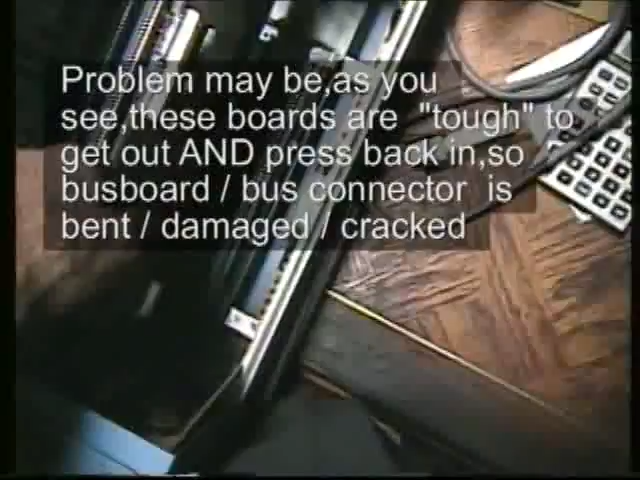 Problem may be,as you
see,these boards are  "tough" to
get out AND press back in,so
busboard / bus connector  is
bent / damaged / cracked